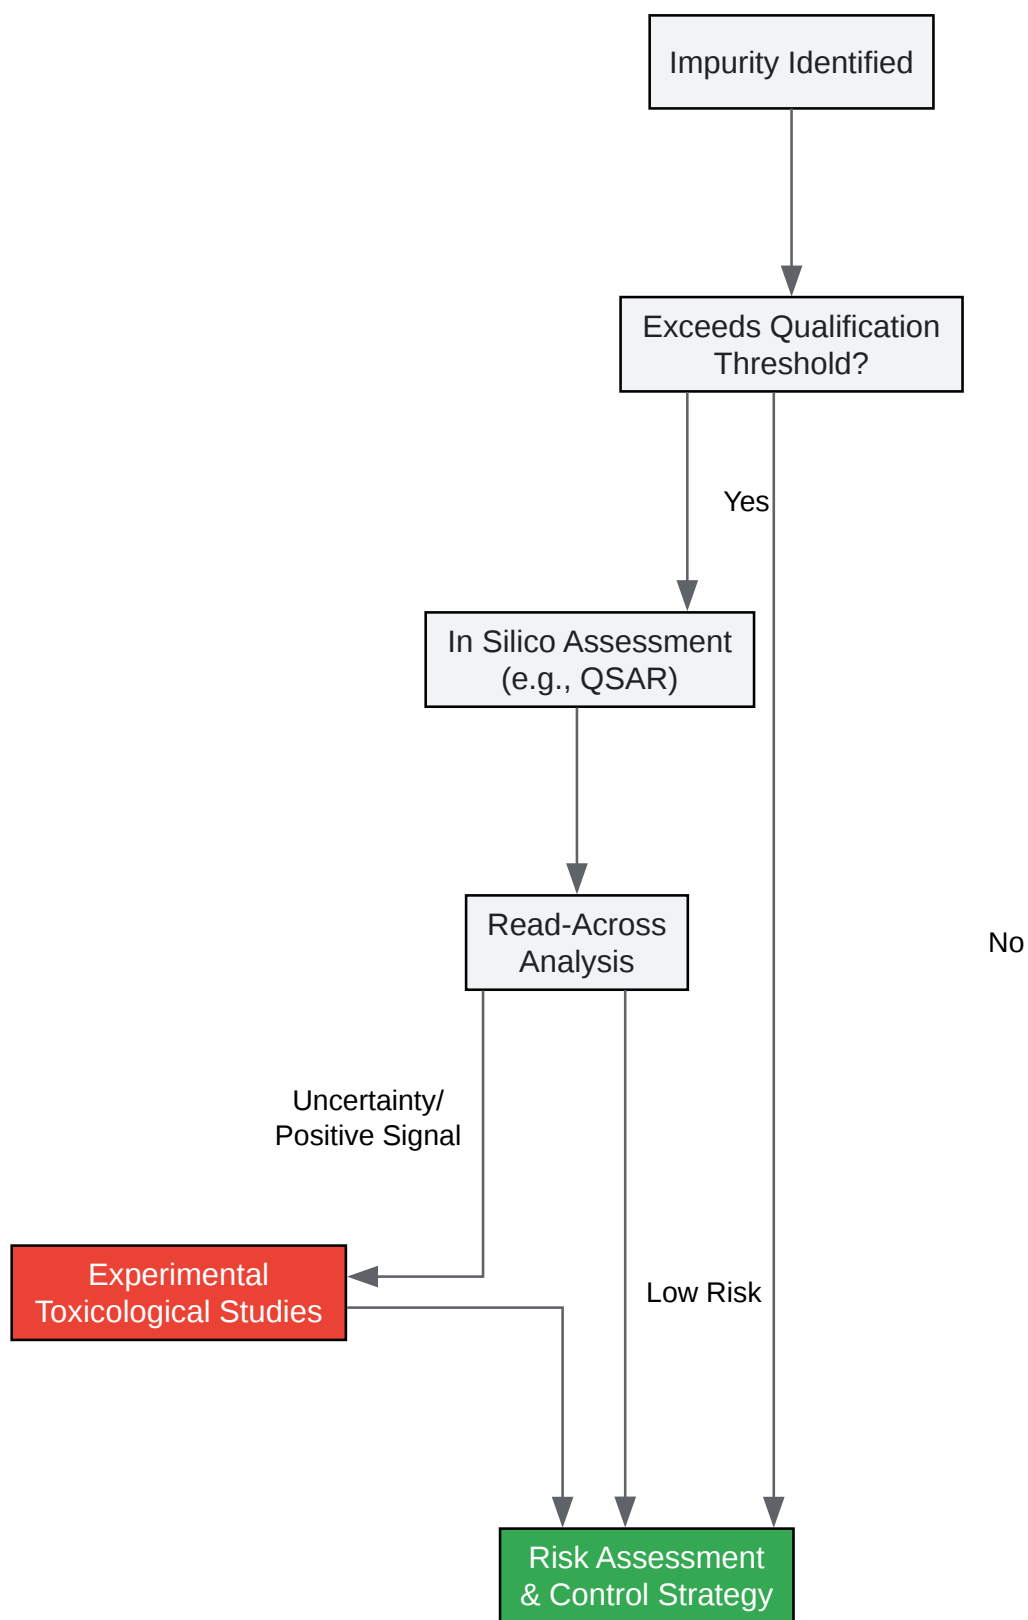 Impurity Identified
Exceeds Qualification
Threshold?
Yes
In Silico Assessment
(e.g., QSAR)
Read-Across
Analysis
No
Uncertainty/
Positive Signal
Experimental
Toxicological Studies
Low Risk
Risk Assessment
& Control Strategy